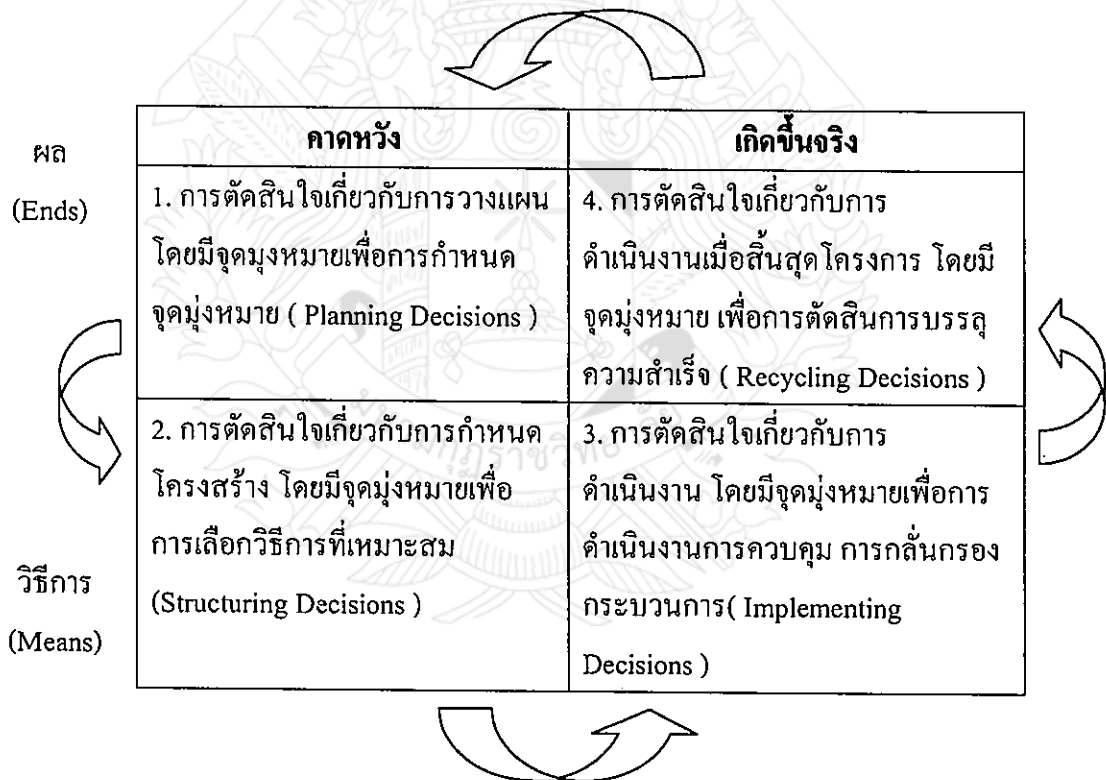 คาดหวัง
เกิดขึ้นจริง
ผล
(Ends)
1. การตัดสินใจเกี่ยวกับการวางแผน
โดยมีจุดมุงหมายเพื่อการกำหนด
จุดมุ่งหมาย ( Planning Decisions )
4. การตัดสินใจเกี่ยวกับการ
ดำเนินงานเมื่อสิ้นสุดโครงการ โดยมี
จุดมุ่งหมาย เพื่อการตัดสินการบรรลุ
ความสำเร็จ ( Recycling Decisions )
วิธีการ
(Means)
2. การตัดสินใจเกี่ยวกับการกำหนด
โครงสร้าง โดยมีจุดมุ่งหมายเพื่อ
การเลือกวิธีการที่เหมาะสม
(Structuring Decisions )
3. การตัดสินใจเกี่ยวกับการ
ดำเนินงาน โดยมีจุดมุ่งหมายเพื่อการ
ดำเนินงานการควบคุม การกลั่นกรอง
กระบวนการ( Implementing
Decisions )